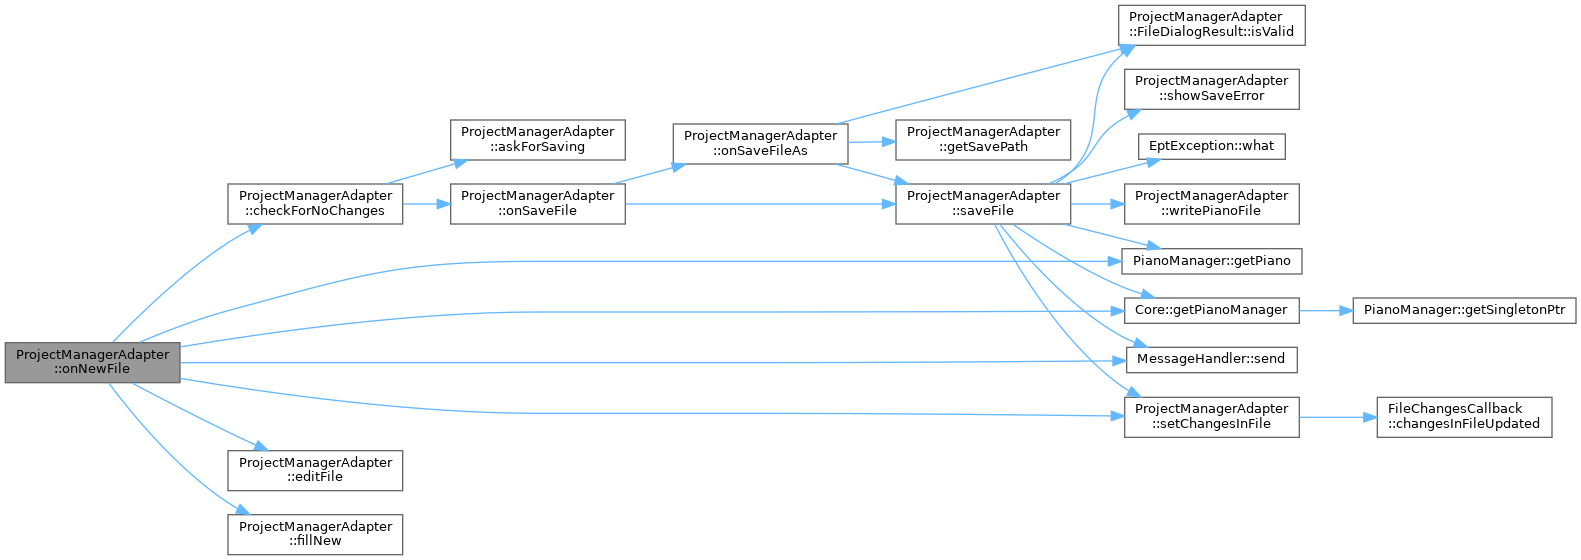 ProjectManagerAdapter
::onNewFile
ProjectManagerAdapter
::checkForNoChanges
ProjectManagerAdapter
::editFile
ProjectManagerAdapter
::fillNew
ProjectManagerAdapter
::askForSaving
ProjectManagerAdapter
::onSaveFile
ProjectManagerAdapter
::onSaveFileAs
ProjectManagerAdapter
::getSavePath
ProjectManagerAdapter
::saveFile
ProjectManagerAdapter
::FileDialogResult::isValid
ProjectManagerAdapter
::showSaveError
EptException::what
ProjectManagerAdapter
::writePianoFile
PianoManager::getPiano
Core::getPianoManager
MessageHandler::send
ProjectManagerAdapter
::setChangesInFile
PianoManager::getSingletonPtr
FileChangesCallback
::changesInFileUpdated